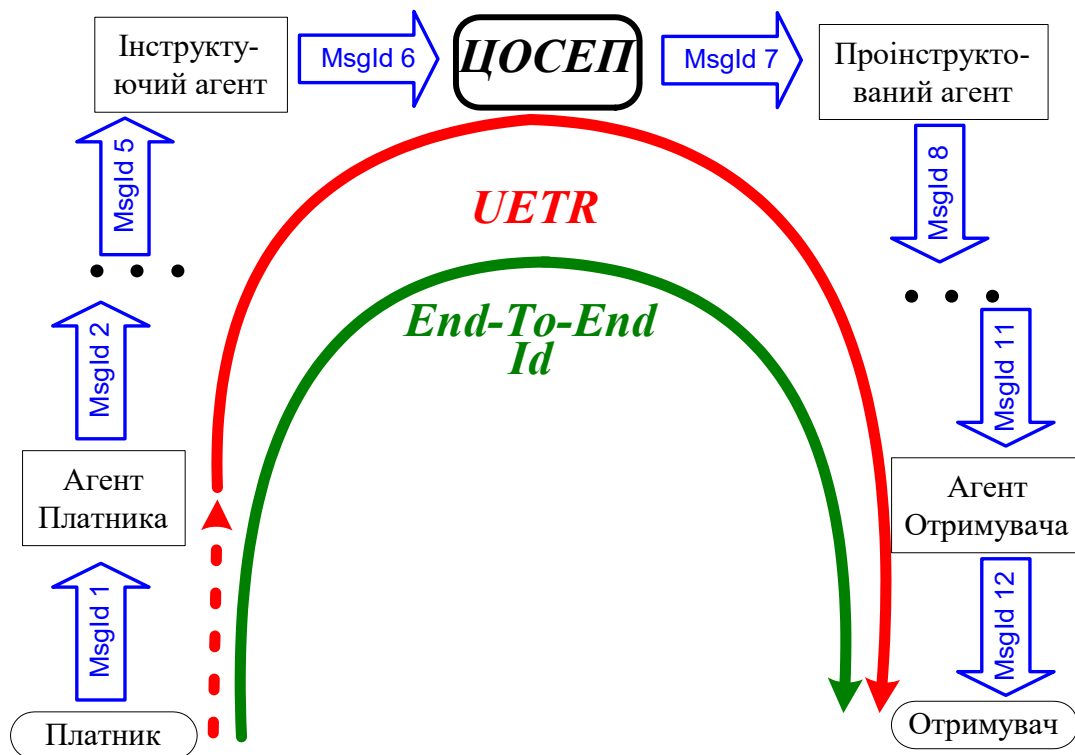 Інструкту-
ючий агент
MsgId 6
ЦОСЕП
MsgId 7
Проінструкто-
ваний агент
MsgId 5
MsgId 8
UETR
• • •
• • •
End-To-End
Id
MsgId 2
MsgId 11
Агент
Платника
Агент
Отримувача
MsgId 1
MsgId 12
Платник
Отримувач